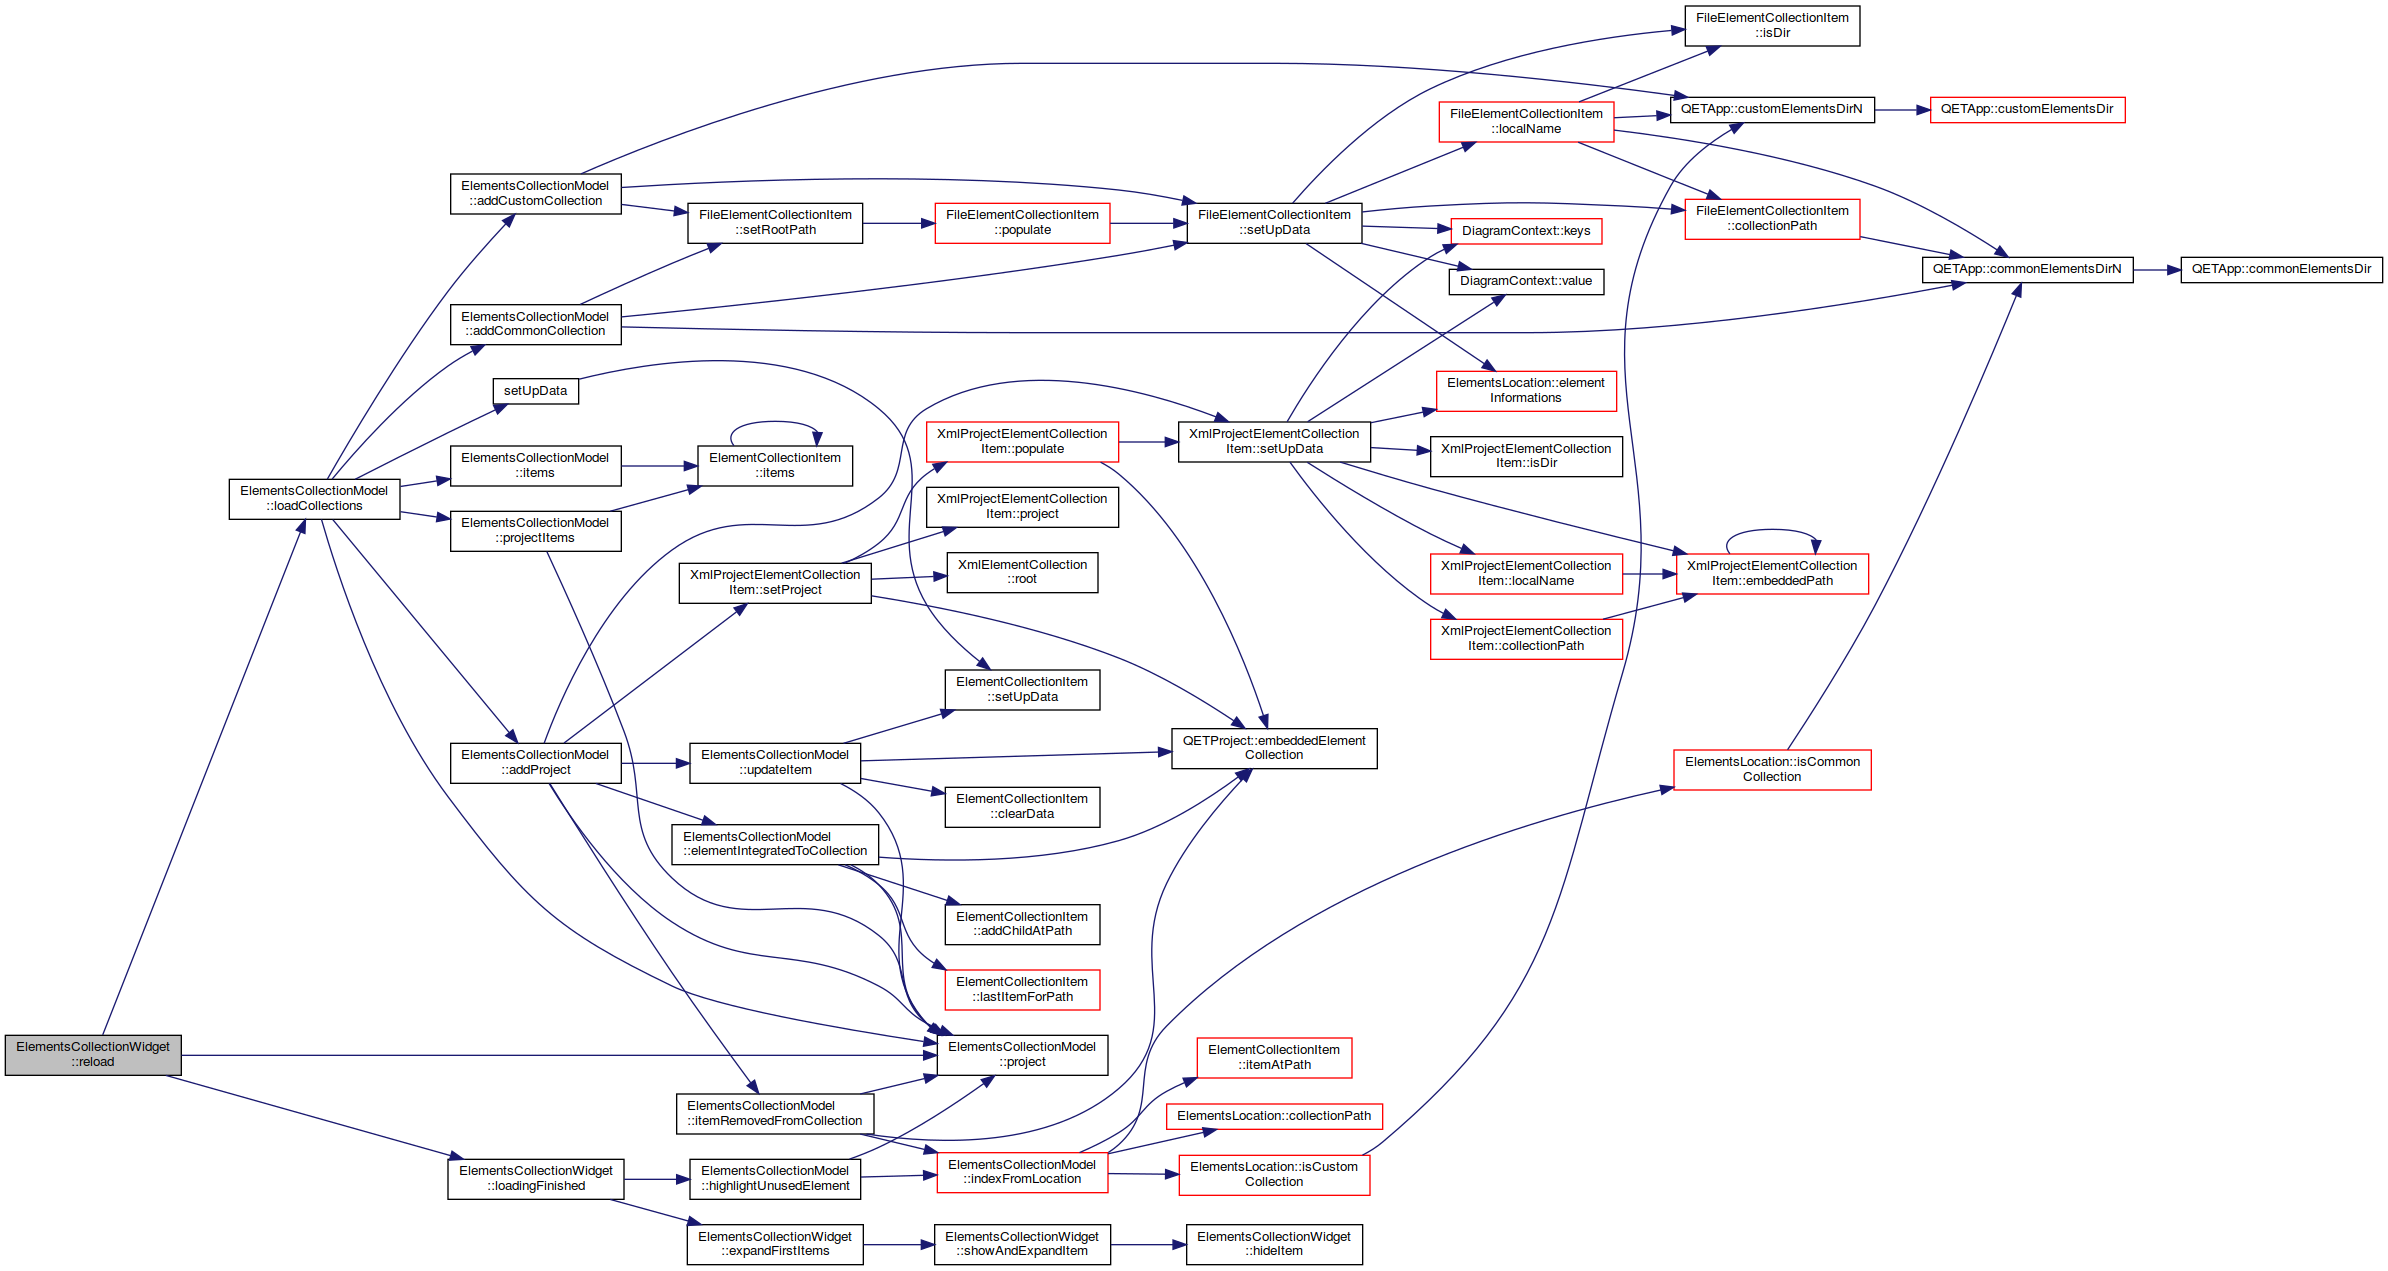 ElementsCollectionWidget
::reload
ElementsCollectionModel
::loadCollections
ElementsCollectionWidget
::loadingFinished
ElementsCollectionModel
::addCustomCollection
ElementsCollectionModel
::addCommonCollection
setUpData
ElementsCollectionModel
::items
ElementsCollectionModel
::projectItems
ElementsCollectionModel
::addProject
FileElementCollectionItem
::setRootPath
ElementCollectionItem
::items
XmlProjectElementCollection
Item::setProject
ElementsCollectionModel
::updateItem
ElementsCollectionModel
::elementIntegratedToCollection
ElementsCollectionModel
::itemRemovedFromCollection
ElementsCollectionModel
::highlightUnusedElement
ElementsCollectionWidget
::expandFirstItems
FileElementCollectionItem
::populate
XmlProjectElementCollection
Item::populate
XmlProjectElementCollection
Item::project
XmlElementCollection
::root
ElementCollectionItem
::setUpData
ElementCollectionItem
::clearData
ElementCollectionItem
::addChildAtPath
ElementCollectionItem
::lastItemForPath
ElementsCollectionModel
::project
ElementsCollectionModel
::indexFromLocation
ElementsCollectionWidget
::showAndExpandItem
FileElementCollectionItem
::setUpData
XmlProjectElementCollection
Item::setUpData
QETProject::embeddedElement
Collection
ElementCollectionItem
::itemAtPath
ElementsLocation::collectionPath
ElementsLocation::isCustom
Collection
ElementsCollectionWidget
::hideItem
FileElementCollectionItem
::localName
DiagramContext::keys
DiagramContext::value
ElementsLocation::element
Informations
XmlProjectElementCollection
Item::isDir
XmlProjectElementCollection
Item::localName
XmlProjectElementCollection
Item::collectionPath
FileElementCollectionItem
::isDir
QETApp::customElementsDirN
FileElementCollectionItem
::collectionPath
XmlProjectElementCollection
Item::embeddedPath
ElementsLocation::isCommon
Collection
QETApp::customElementsDir
QETApp::commonElementsDirN
QETApp::commonElementsDir